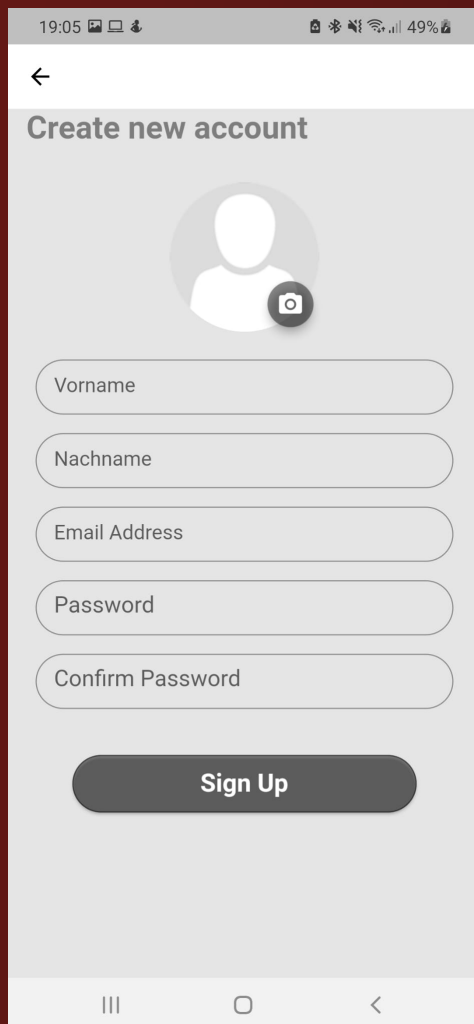 19:05 49%
Create new account
Vorname
Nachname
Email Address
Password
Confirm Password
Sign Up